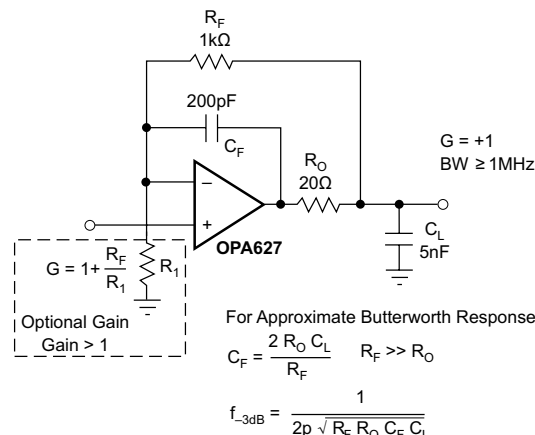 R_F
1kΩ
200pF
C_F
R_O
20Ω
G = +1
BW ≥ 1MHz
–
+
OPA627
C_L
5nF
G = 1+ R_F/R_1
R_1
Optional Gain
Gain > 1
For Approximate Butterworth Response
C_F = 2 R_O C_L / R_F    R_F >> R_O
f_–3dB = 1 / 2p √ R_F R_O C_F C_L